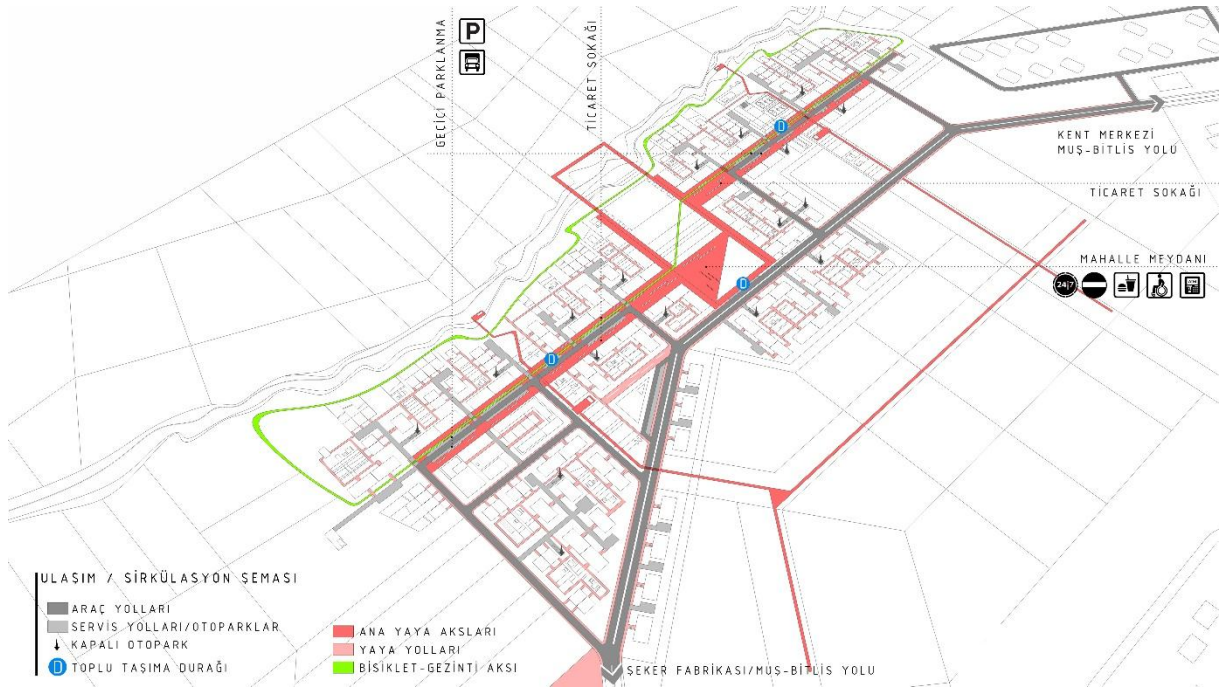 GEÇİCİ PARKLANMA
P
TİCARET SOKAĞI
KENT MERKEZİ
MUŞ-BİTLİS YOLU
TİCARET SOKAĞI
MAHALLE MEYDANI
24/7
D
D
D
ULAŞIM / SİRKÜLASYON ŞEMASI
ARAÇ YOLLARI
SERVİS YOLLARI/OTOPARKLAR
KAPALI OTOPARK
D TOPLU TAŞIMA DURAĞI
ANA YAYA AKSLARI
YAYA YOLLARI
BİSİKLET-GEZİNTİ AKSI
ŞEKER FABRİKASI/MUŞ-BİTLİS YOLU